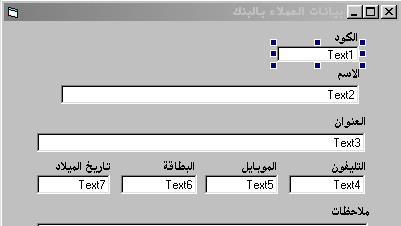 بيانات العملاء بالبنك
الكود
Text1
الاسم
Text2
العنوان
Text3
التليفون الموبايل البطاقة تاريخ الميلاد
Text4 Text5 Text6 Text7
ملاحظات